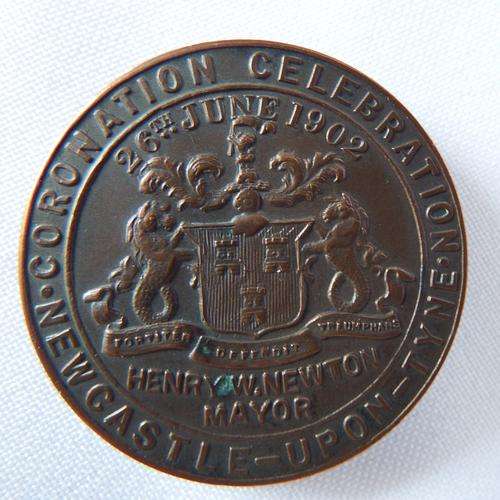 CORONATION CELEBRATION
26TH JUNE 1902
FORTITER DEFENDIT TRIUMPHANS
HENRY.W.NEWTON
MAYOR
NEWCASTLE-UPON-TYNE